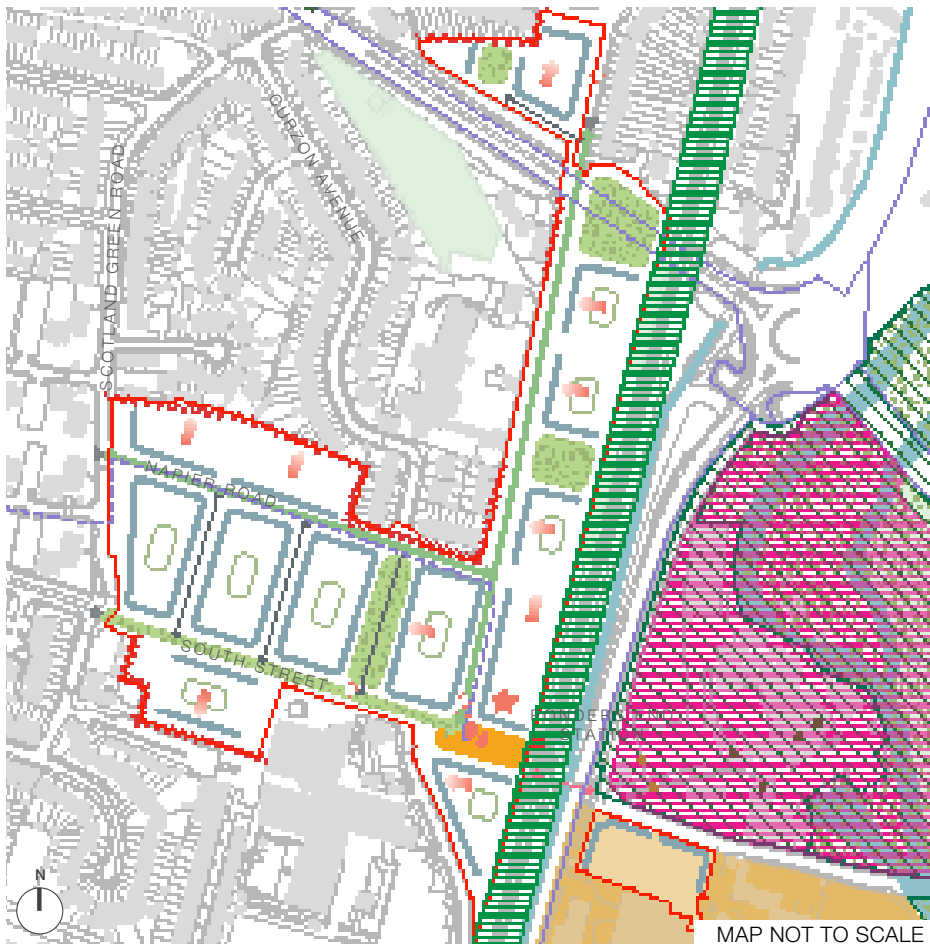 CURZON AVENUE
SCOTLAND GREEN ROAD
NAPIER ROAD
SOUTH STREET
N
MAP NOT TO SCALE